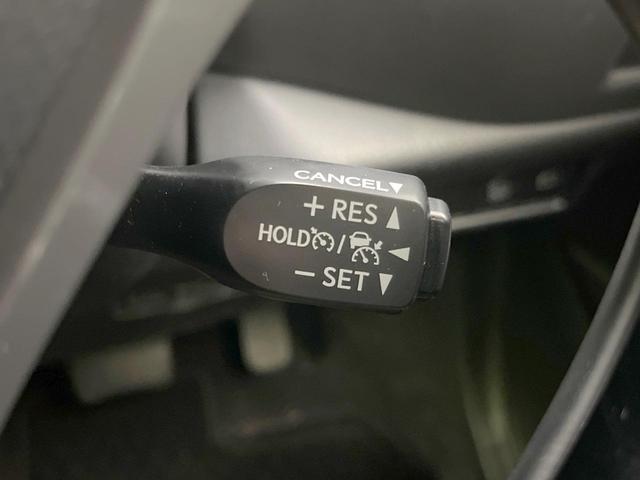 CANCEL▼
+ RES ▲
HOLD / ◀
− SET ▼